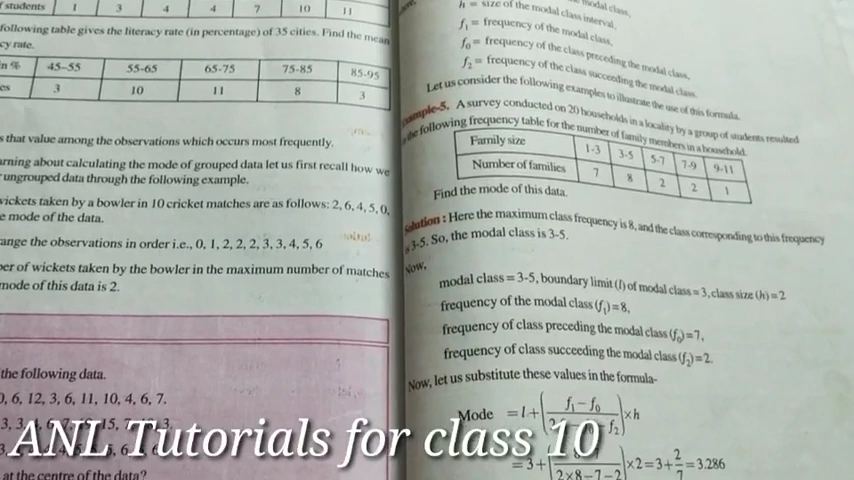 students 1 3 4 4 7 10 11
following table gives the literacy rate (in percentage) of 35 cities. Find the mean
cy rate.
in % 45–55 55-65 65-75 75-85 85-95
es 3 10 11 8 3
s that value among the observations which occurs most frequently.
arning about calculating the mode of grouped data let us first recall how we
ungrouped data through the following example.
wickets taken by a bowler in 10 cricket matches are as follows: 2, 6, 4, 5, 0,
e mode of the data.
ange the observations in order i.e., 0, 1, 2, 2, 2, 3, 3, 4, 5, 6
ber of wickets taken by the bowler in the maximum number of matches
mode of this data is 2.
the following data.
0, 6, 12, 3, 6, 11, 10, 4, 6, 7.
at the centre of the data?
modal class,
h = size of the modal class interval,
f₁ = frequency of the modal class,
f₀ = frequency of the class preceding the modal class,
f₂ = frequency of the class succeeding the modal class.
Let us consider the following examples to illustrate the use of this formula.
Example-5. A survey conducted on 20 households in a locality by a group of students resulted
the following frequency table for the number of family members in a household.
Family size 1-3 3-5 5-7 7-9 9-11
Number of families 7 8 2 2 1
Find the mode of this data.
Solution : Here the maximum class frequency is 8, and the class corresponding to this frequency
is 3-5. So, the modal class is 3-5.
Now,
modal class = 3-5, boundary limit (l) of modal class = 3, class size (h) = 2
frequency of the modal class (f₁) = 8,
frequency of class preceding the modal class (f₀) = 7,
frequency of class succeeding the modal class (f₂) = 2.
Now, let us substitute these values in the formula-
Mode = l + ( f₁ – f₀ / f₂ ) × h
= 3 + ( / 2×8–7–2 ) × 2 = 3 + 2/7 = 3.286
ANL Tutorials for class 10